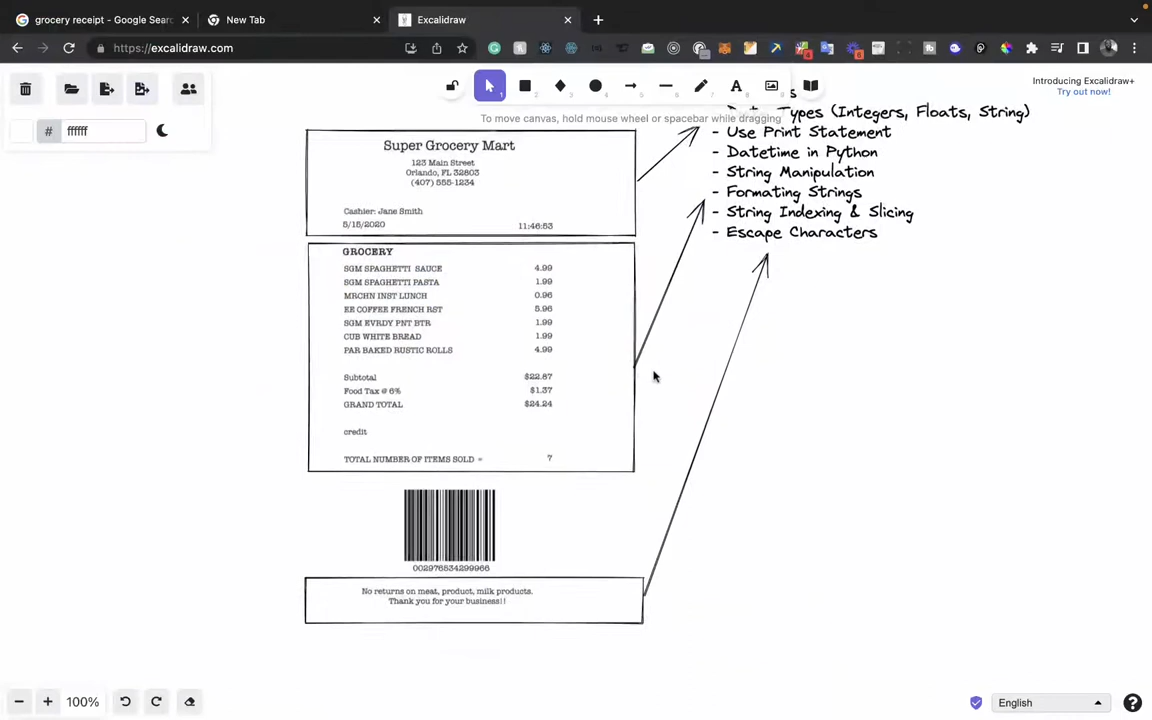 grocery receipt - Google Searc
New Tab
Excalidraw
https://excalidraw.com
Introducing Excalidraw+
Try out now!
# ffffff
To move canvas, hold mouse wheel or spacebar while dragging
Types (Integers, Floats, String)
- Use Print Statement
- Datetime in Python
- String Manipulation
- Formating Strings
- String Indexing & Slicing
- Escape Characters
Super Grocery Mart
123 Main Street
Orlando, FL 32803
(407) 555-1234
Cashier: Jane Smith
5/15/2020 11:46:53
GROCERY
SGM SPAGHETTI SAUCE 4.99
SGM SPAGHETTI PASTA 1.99
MRCHN INST LUNCH 0.96
EE COFFEE FRENCH RST 5.96
SGM EVRDY PNT BTR 1.99
CUB WHITE BREAD 1.99
PAR BAKED RUSTIC ROLLS 4.99
Subtotal $22.87
Food Tax @ 6% $1.37
GRAND TOTAL $24.24
credit
TOTAL NUMBER OF ITEMS SOLD = 7
002976534299966
No returns on meat, product, milk products.
Thank you for your business!!
100%
English